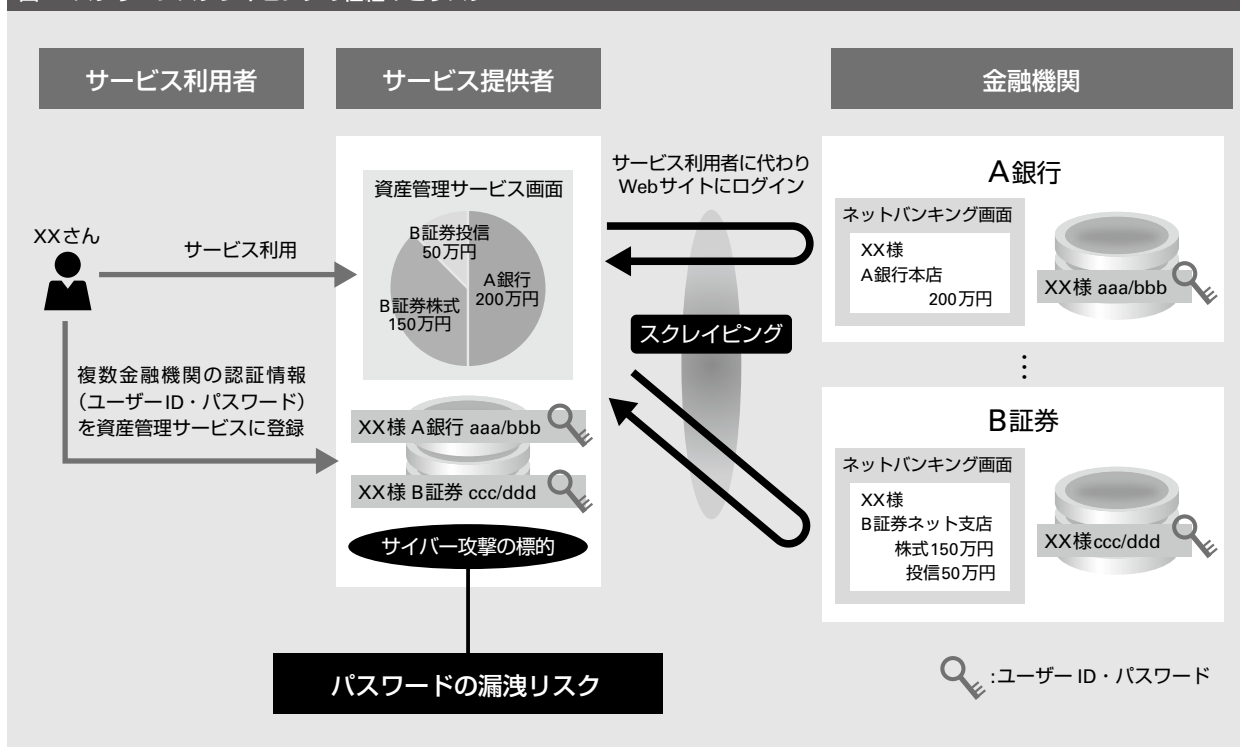 サービス利用者
サービス提供者
金融機関
XXさん
サービス利用
複数金融機関の認証情報
（ユーザーID・パスワード）
を資産管理サービスに登録
資産管理サービス画面
B証券投信
50万円
A銀行
200万円
B証券株式
150万円
XX様 A銀行 aaa/bbb
XX様 B証券 ccc/ddd
サイバー攻撃の標的
パスワードの漏洩リスク
サービス利用者に代わり
Webサイトにログイン
スクレイピング
A銀行
ネットバンキング画面
XX様
A銀行本店
200万円
XX様 aaa/bbb
⋮
B証券
ネットバンキング画面
XX様
B証券ネット支店
株式150万円
投信50万円
XX様ccc/ddd
:ユーザー ID・パスワード